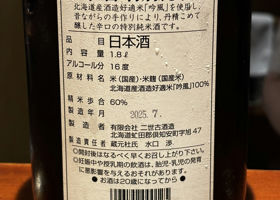 北海道産酒造好適米「吟風」を使用し、
昔ながらの手作りにより、丹精こめて
醸した辛口の特別純米酒です。
品目 日本酒
内容量 1.8ℓ
アルコール分 16度
原材料名 米(国産)・米麹(国産米)
北海道産酒造好適米「吟風」100%
精米歩合 60%
製造年月 2025.7.
製造者 有限会社 二世古酒造
北海道虻田郡倶知安町旭47
製造責任者 蔵元杜氏 水口 渉
○開封後はなるべく早くお召し上がり下さい。
○妊娠中や授乳期の飲酒は、胎児・乳児の発育
に悪影響を与えるおそれがあります。
●お酒は20歳になってから●